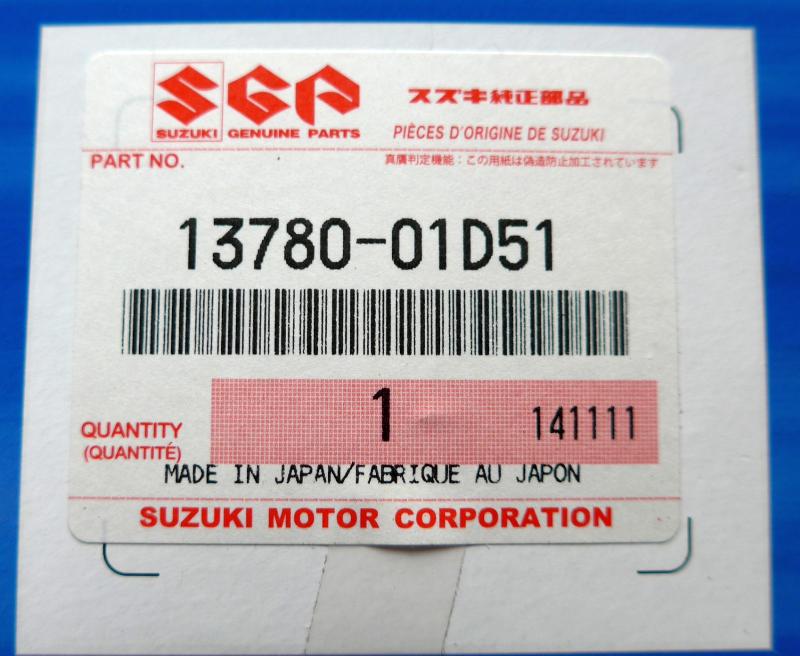 SGP スズキ純正部品
SUZUKI GENUINE PARTS PIÈCES D'ORIGINE DE SUZUKI
PART NO. 真贋判定機能：この用紙は偽造防止加工されています
13780-01D51
1 141111
QUANTITY
(QUANTITÉ)
MADE IN JAPAN/FABRIQUE AU JAPON
SUZUKI MOTOR CORPORATION